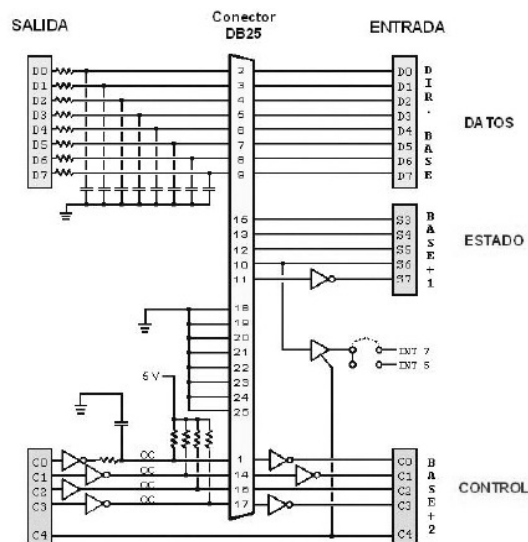 SALIDA
Conector
DB25
ENTRADA
D0
D1
D2
D3
D4
D5
D6
D7
2
3
4
5
6
7
8
9
D0
D1
D2
D3
D4
D5
D6
D7
DIR. BASE
DATOS
15
13
12
10
11
S3
S4
S5
S6
S7
BASE+1
ESTADO
18
19
20
21
22
23
24
25
INT 7
INT 5
5 V
C0
C1
C2
C3
C4
OC
OC
OC
OC
1
14
16
17
C0
C1
C2
C3
C4
BASE+2
CONTROL